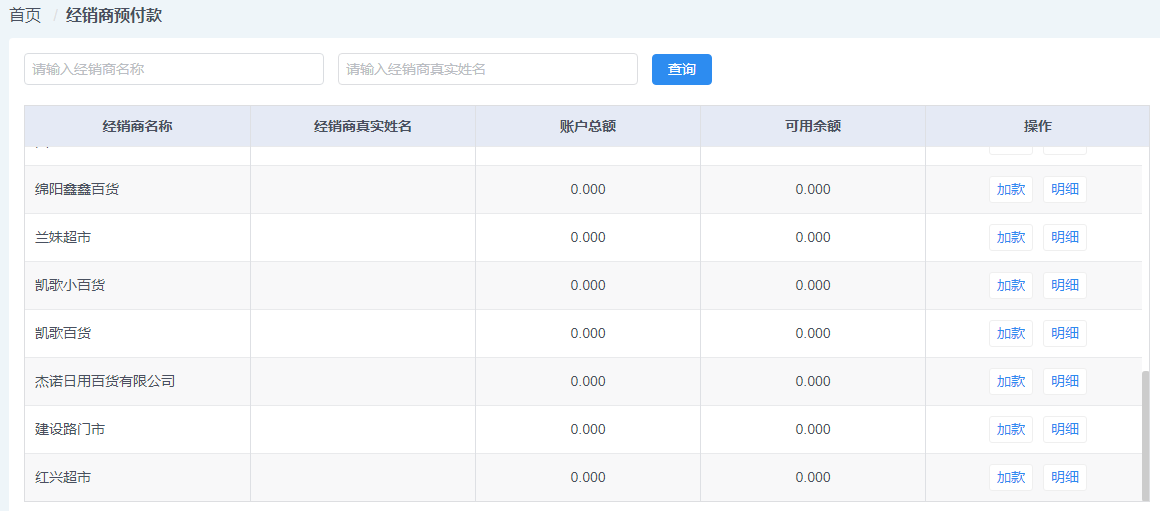 首页 / 经销商预付款
请输入经销商名称 请输入经销商真实姓名 查询
经销商名称 经销商真实姓名 账户总额 可用余额 操作
绵阳鑫鑫百货 0.000 0.000 加款 明细
兰妹超市 0.000 0.000 加款 明细
凯歌小百货 0.000 0.000 加款 明细
凯歌百货 0.000 0.000 加款 明细
杰诺日用百货有限公司 0.000 0.000 加款 明细
建设路门市 0.000 0.000 加款 明细
红兴超市 0.000 0.000 加款 明细